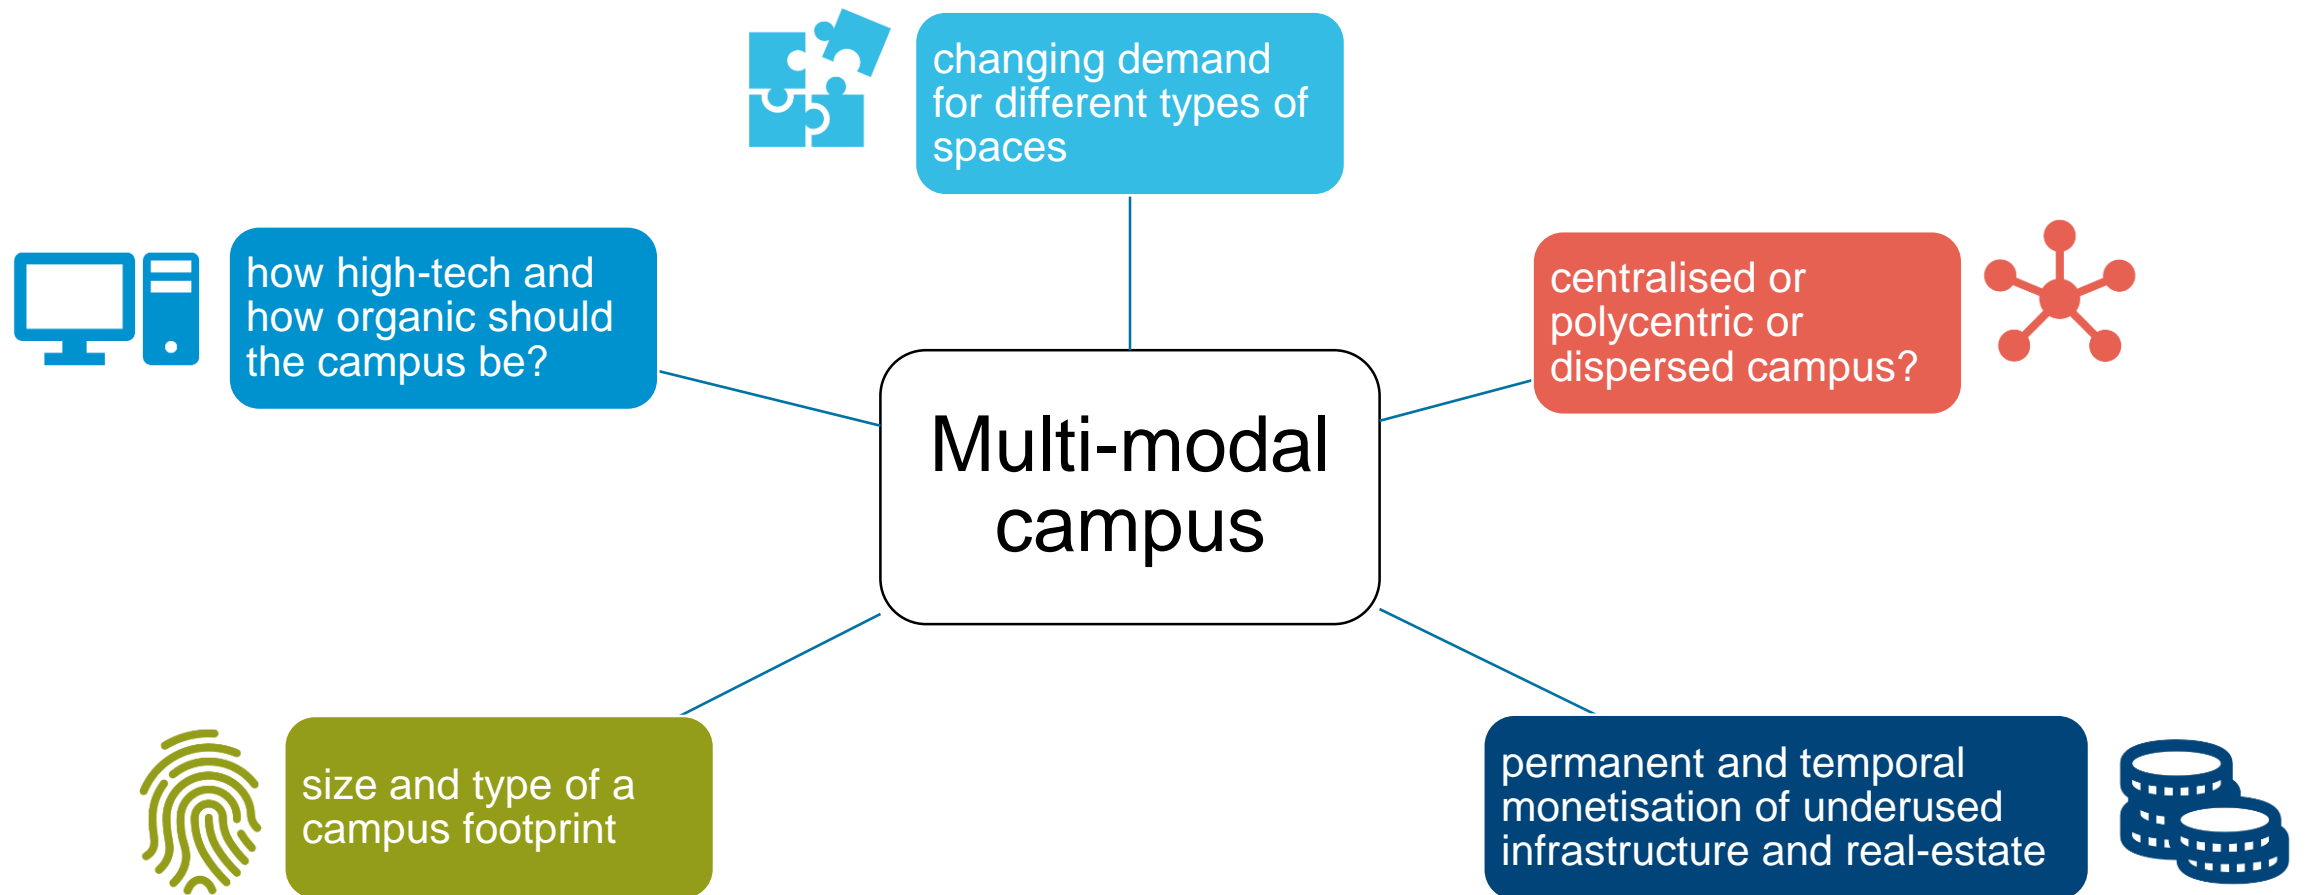 changing demand
for different types of
spaces
how high-tech and
how organic should
the campus be?
centralised or
polycentric or
dispersed campus?
Multi-modal
campus
size and type of a
campus footprint
permanent and temporal
monetisation of underused
infrastructure and real-estate